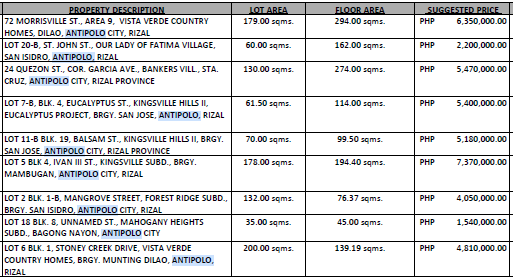 PROPERTY DESCRIPTION LOT AREA FLOOR AREA SUGGESTED PRICE
72 MORRISVILLE ST., AREA 9, VISTA VERDE COUNTRY 179.00 sqms. 294.00 sqms. PHP 6,350,000.00
HOMES, DILAO, ANTIPOLO CITY, RIZAL
LOT 20-B, ST. JOHN ST., OUR LADY OF FATIMA VILLAGE, 60.00 sqms. 162.00 sqms. PHP 2,200,000.00
SAN ISIDRO, ANTIPOLO, RIZAL
24 QUEZON ST., COR. GARCIA AVE., BANKERS VILL., STA. 130.00 sqms. 274.00 sqms. PHP 5,470,000.00
CRUZ, ANTIPOLO CITY, RIZAL PROVINCE
LOT 7-B, BLK. 4, EUCALYPTUS ST., KINGSVILLE HILLS II, 61.50 sqms. 114.00 sqms. PHP 5,400,000.00
EUCALYPTUS PROJECT, BRGY. SAN JOSE, ANTIPOLO, RIZAL
LOT 11-B BLK. 19, BALSAM ST., KINGSVILLE HILLS II, BRGY. 70.00 sqms. 99.50 sqms. PHP 5,180,000.00
SAN JOSE, ANTIPOLO CITY, RIZAL PROVINCE
LOT 5 BLK 4, IVAN III ST., KINGSVILLE SUBD., BRGY. 178.00 sqms. 194.40 sqms. PHP 7,370,000.00
MAMBUGAN, ANTIPOLO CITY, RIZAL
LOT 2 BLK. 1-B, MANGROVE STREET, FOREST RIDGE SUBD., 132.00 sqms. 76.37 sqms. PHP 4,050,000.00
BRGY. SAN ISIDRO, ANTIPOLO CITY, RIZAL
LOT 18 BLK. 8, UNNAMED ST., MAHOGANY HEIGHTS 35.00 sqms. 45.00 sqms. PHP 1,540,000.00
SUBD., BAGONG NAYON, ANTIPOLO CITY
LOT 6 BLK. 1, STONEY CREEK DRIVE, VISTA VERDE 200.00 sqms. 139.19 sqms. PHP 4,810,000.00
COUNTRY HOMES, BRGY. MUNTING DILAO, ANTIPOLO,
RIZAL